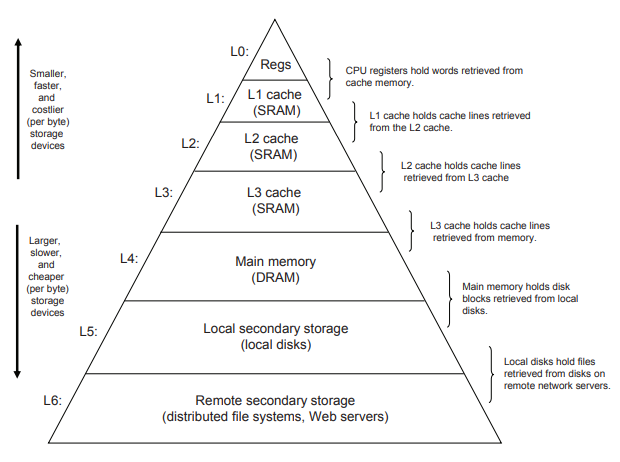 L0:
Regs
CPU registers hold words retrieved from
cache memory.
Smaller,
faster,
and
costlier
(per byte)
storage
devices
L1:
L1 cache
(SRAM)
L1 cache holds cache lines retrieved
from the L2 cache.
L2:
L2 cache
(SRAM)
L2 cache holds cache lines
retrieved from L3 cache
L3:
L3 cache
(SRAM)
L3 cache holds cache lines
retrieved from memory.
Larger,
slower,
and
cheaper
(per byte)
storage
devices
L4:
Main memory
(DRAM)
Main memory holds disk
blocks retrieved from local
disks.
L5:
Local secondary storage
(local disks)
Local disks hold files
retrieved from disks on
remote network servers.
L6:
Remote secondary storage
(distributed file systems, Web servers)